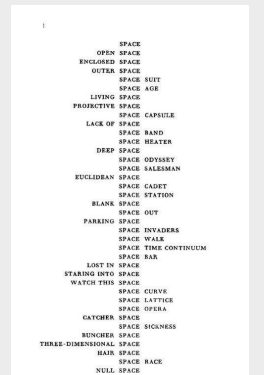 SPACE
OPEN SPACE
ENCLOSED SPACE
OUTER SPACE
SPACE SUIT
SPACE AGE
LIVING SPACE
PROJECTIVE SPACE
SPACE CAPSULE
LACK OF SPACE
SPACE BAND
SPACE HEATER
DEEP SPACE
SPACE ODYSSEY
SPACE SALESMAN
EUCLIDEAN SPACE
SPACE CADET
SPACE STATION
BLANK SPACE
SPACE OUT
PARKING SPACE
SPACE INVADERS
SPACE WALK
SPACE TIME CONTINUUM
SPACE BAR
LOST IN SPACE
STARING INTO SPACE
WATCH THIS SPACE
SPACE CURVE
SPACE LATTICE
SPACE OPERA
CATCHER SPACE
SPACE SICKNESS
BUNCHER SPACE
THREE-DIMENSIONAL SPACE
HAIR SPACE
SPACE RACE
NULL SPACE